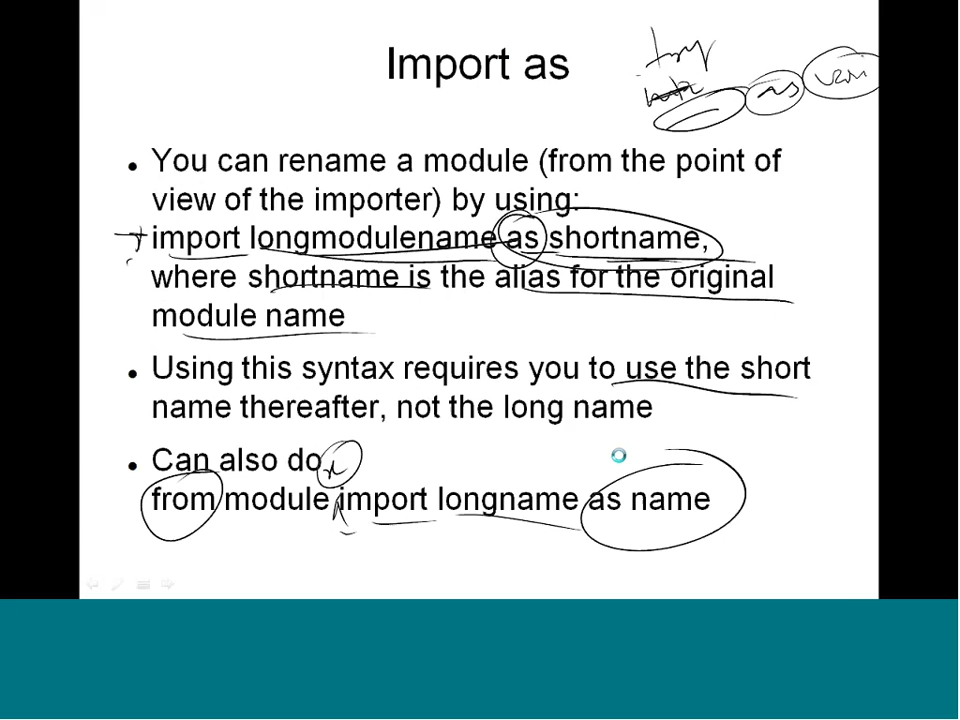 Import as
as
You can rename a module (from the point of
view of the importer) by using:
import longmodulename as shortname,
where shortname is the alias for the original
module name
Using this syntax requires you to use the short
name thereafter, not the long name
Can also do
from module import longname as name